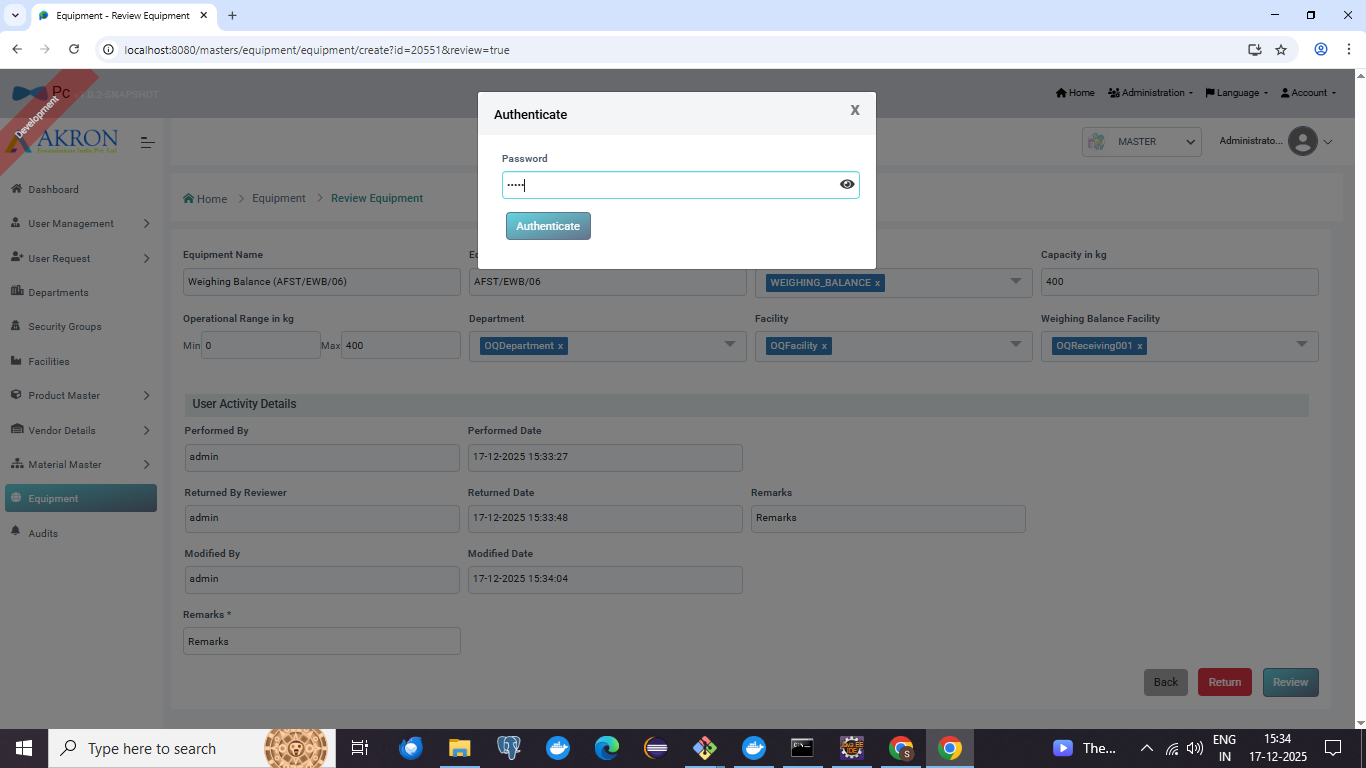 Equipment - Review Equipment
localhost:8080/masters/equipment/equipment/create?id=20551&review=true
Pc 1.0.2-SNAPSHOT
Development
Home Administration Language Account
AKRON
MASTER
Administrato...
Authenticate X
Password
•••••
Authenticate
Dashboard
User Management
User Request
Departments
Security Groups
Facilities
Product Master
Vendor Details
Material Master
Equipment
Audits
Home > Equipment > Review Equipment
Equipment Name
Weighing Balance (AFST/EWB/06)
AFST/EWB/06
WEIGHING_BALANCE x
Capacity in kg
400
Operational Range in kg
Min 0 Max 400
Department
OQDepartment x
Facility
OQFacility x
Weighing Balance Facility
OQReceiving001 x
User Activity Details
Performed By
admin
Performed Date
17-12-2025 15:33:27
Returned By Reviewer
admin
Returned Date
17-12-2025 15:33:48
Remarks
Remarks
Modified By
admin
Modified Date
17-12-2025 15:34:04
Remarks *
Remarks
Back Return Review
Type here to search
The...
ENG
IN
15:34
17-12-2025